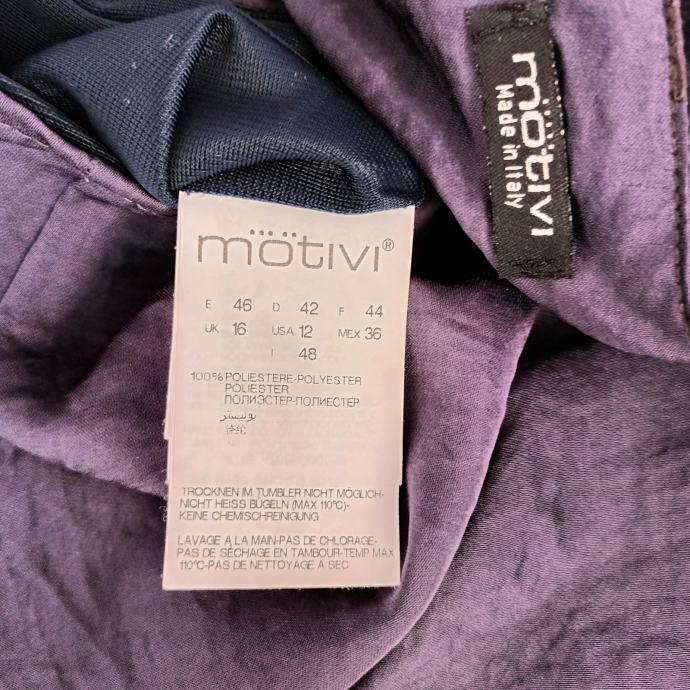 mötivi
Made in Italy
mötivi®
E 46 D 42 F 44
UK 16 USA 12 MEX 36
I 48
100% POLIESTERE-POLYESTER
POLIESTER
ПОЛИЭСТЕР-ПОЛИЕСТЕР
TROCKNEN IM TUMBLER NICHT MÖGLICH-
NICHT HEISS BÜGELN (MAX 110°C)-
KEINE CHEMISCHREINIGUNG
LAVAGE A LA MAIN-PAS DE CHLORAGE-
PAS DE SÉCHAGE EN TAMBOUR-TEMP MAX
110°C-PAS DE NETTOYAGE A SEC